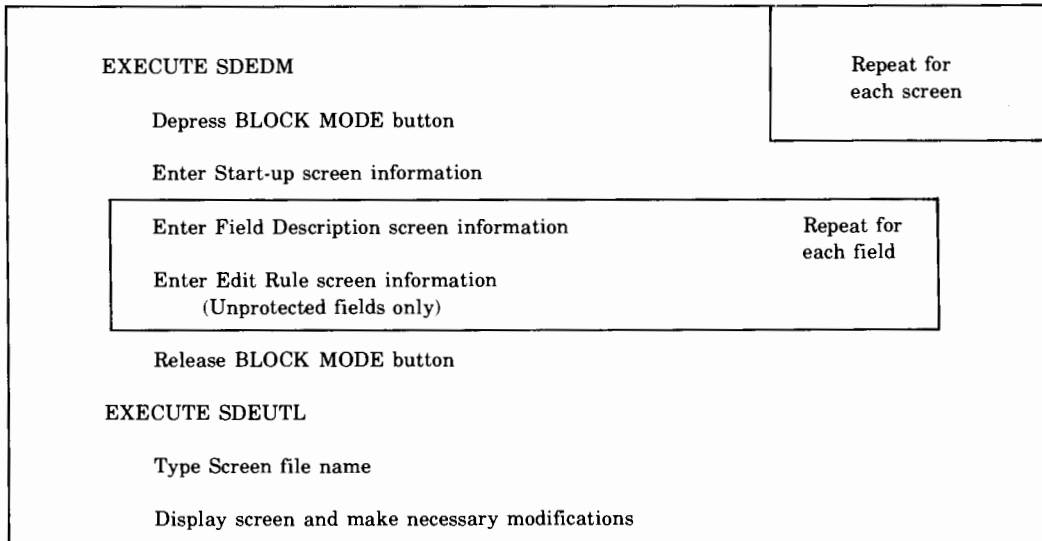 EXECUTE SDEDM
Repeat for
each screen
Depress BLOCK MODE button
Enter Start-up screen information
Enter Field Description screen information
Repeat for
each field
Enter Edit Rule screen information
(Unprotected fields only)
Release BLOCK MODE button
EXECUTE SDEUTL
Type Screen file name
Display screen and make necessary modifications